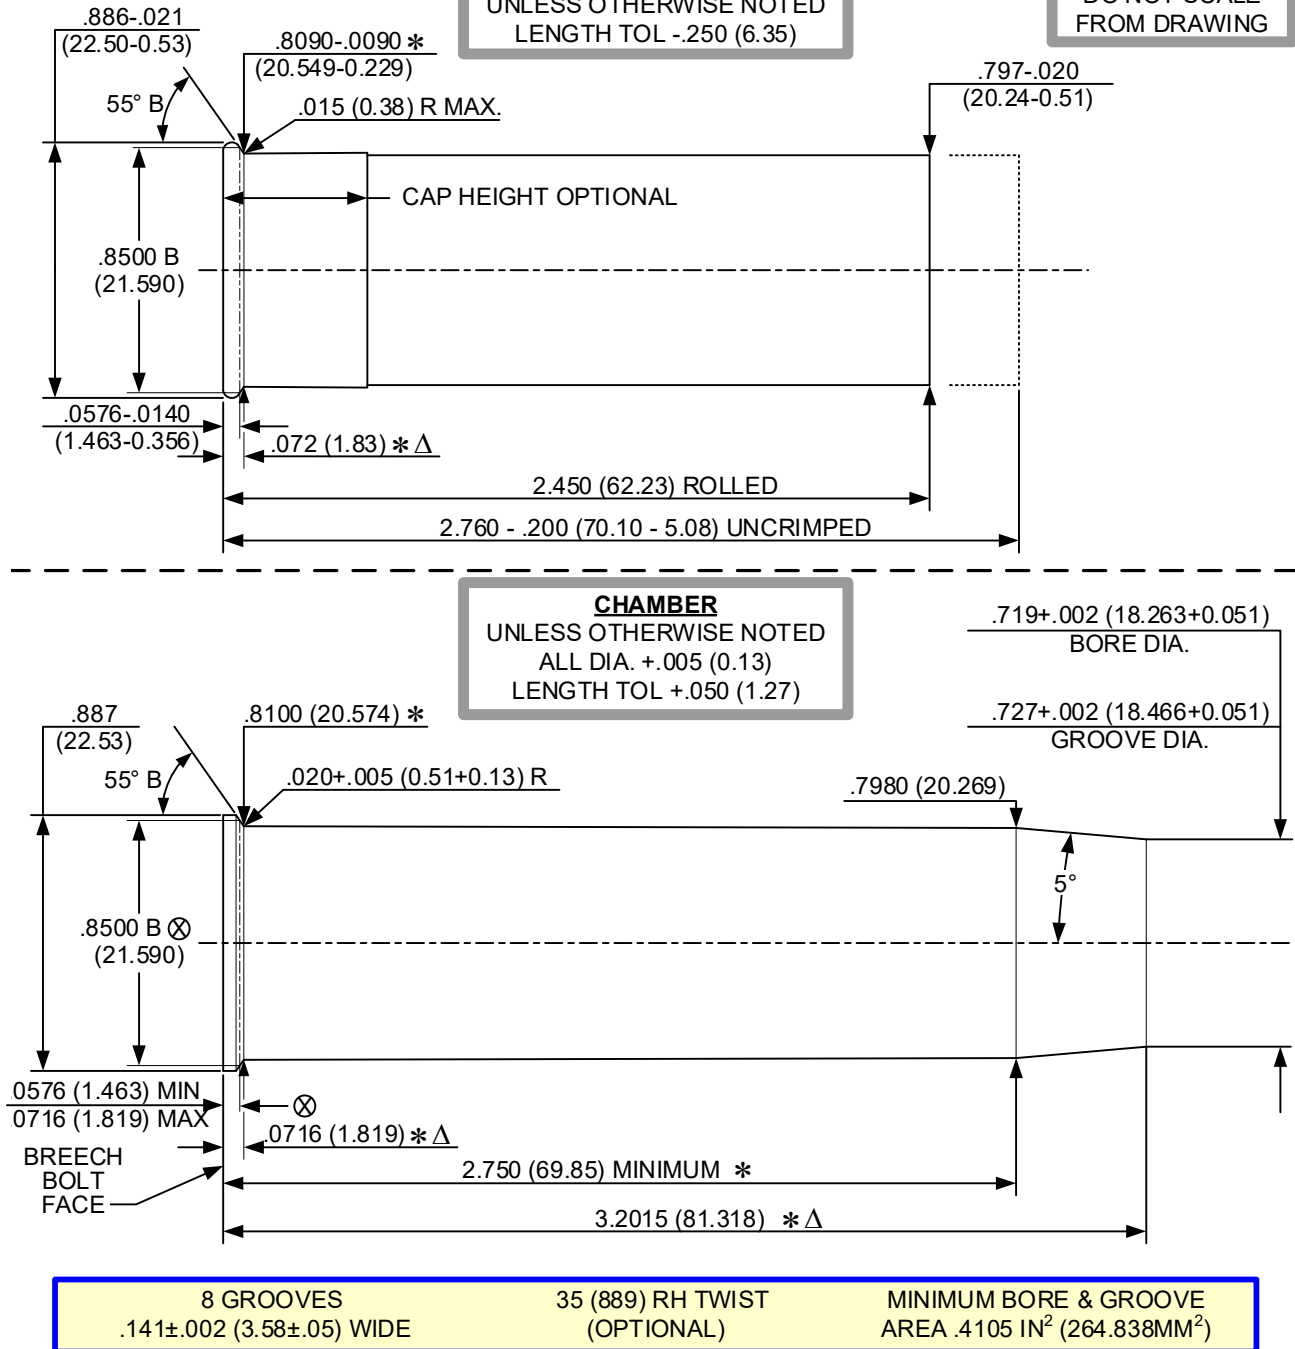 UNLESS OTHERWISE NOTED
LENGTH TOL -.250 (6.35)
DO NOT SCALE
FROM DRAWING
.886-.021
(22.50-0.53)
.8090-.0090 *
(20.549-0.229)
.797-.020
(20.24-0.51)
55° B
.015 (0.38) R MAX.
CAP HEIGHT OPTIONAL
.8500 B
(21.590)
.0576-.0140
(1.463-0.356)
.072 (1.83) * Δ
2.450 (62.23) ROLLED
2.760 - .200 (70.10 - 5.08) UNCRIMPED
CHAMBER
UNLESS OTHERWISE NOTED
ALL DIA. +.005 (0.13)
LENGTH TOL +.050 (1.27)
.719+.002 (18.263+0.051)
BORE DIA.
.727+.002 (18.466+0.051)
GROOVE DIA.
.887
(22.53)
.8100 (20.574) *
55° B
.020+.005 (0.51+0.13) R
.7980 (20.269)
5°
.8500 B ⊗
(21.590)
.0576 (1.463) MIN
.0716 (1.819) MAX
⊗
.0716 (1.819) * Δ
BREECH
BOLT
FACE
2.750 (69.85) MINIMUM *
3.2015 (81.318) * Δ
8 GROOVES
.141±.002 (3.58±.05) WIDE
35 (889) RH TWIST
(OPTIONAL)
MINIMUM BORE & GROOVE
AREA .4105 IN² (264.838MM²)